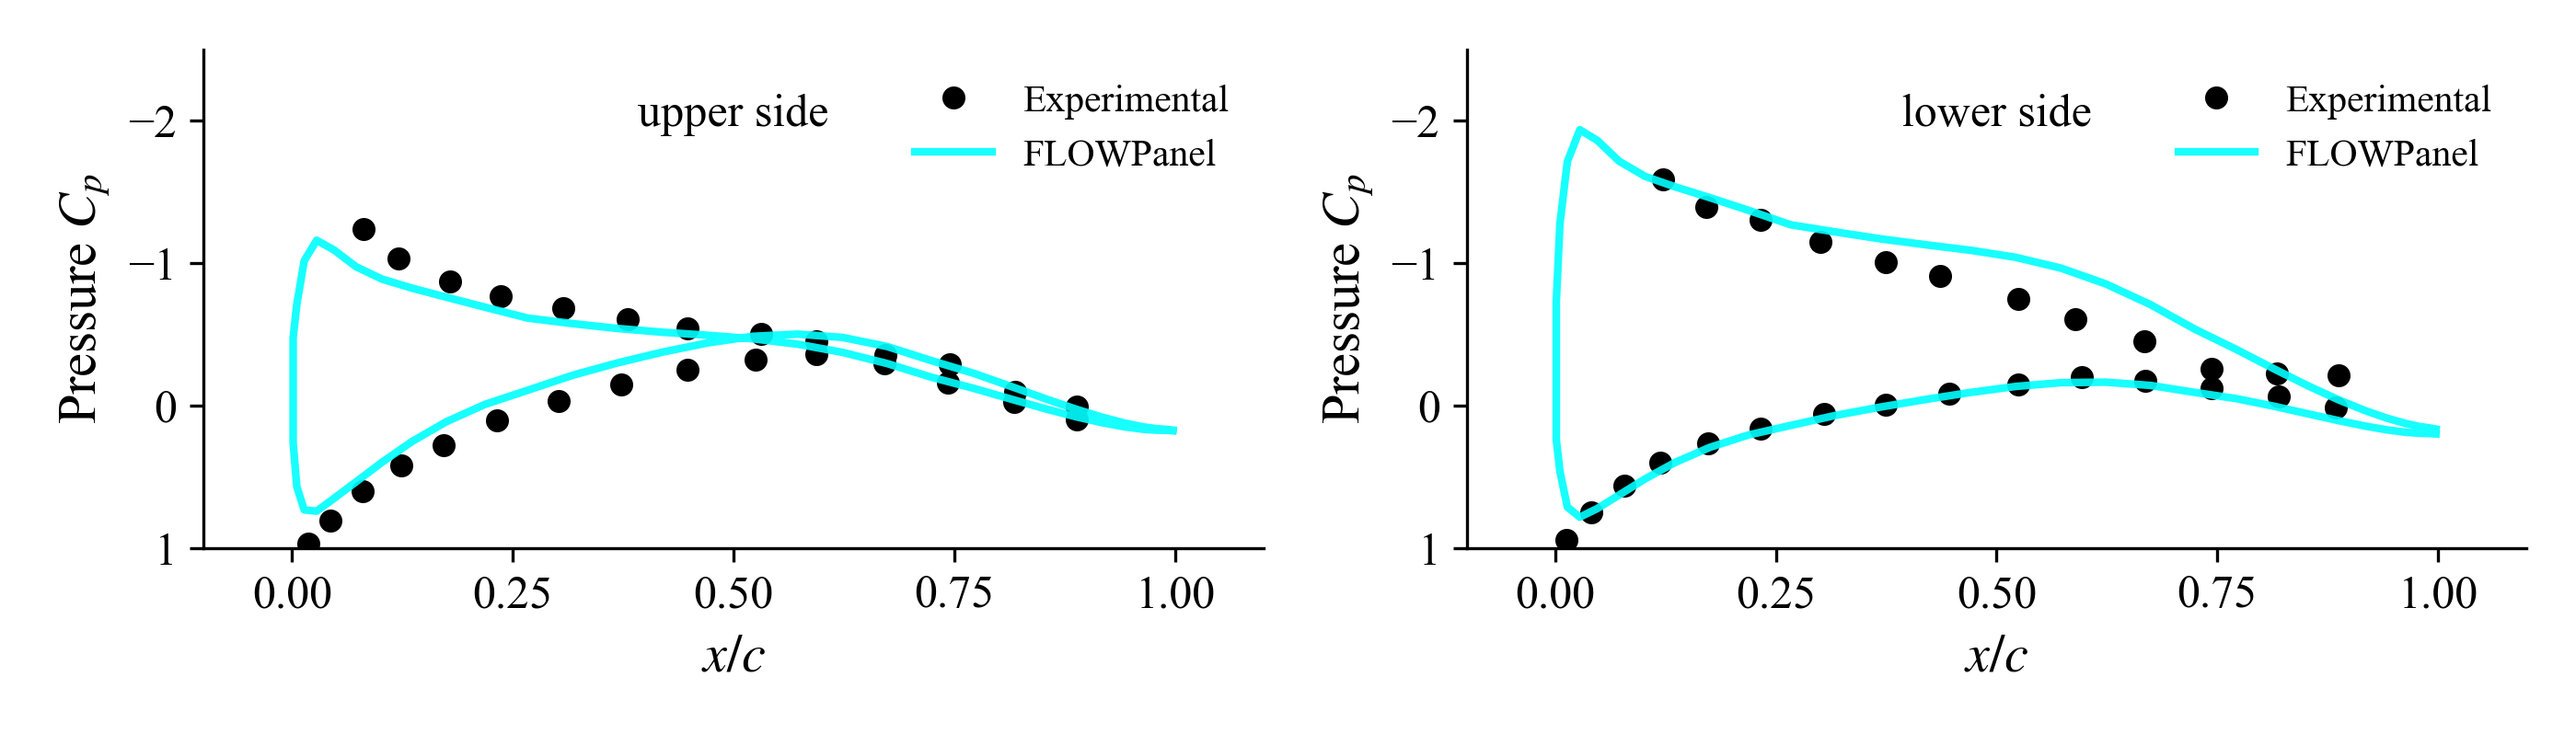 upper side
Experimental
FLOWPanel
Pressure Cp
−2
−1
0
1
0.00 0.25 0.50 0.75 1.00
x/c
lower side
Experimental
FLOWPanel
Pressure Cp
−2
−1
0
1
0.00 0.25 0.50 0.75 1.00
x/c